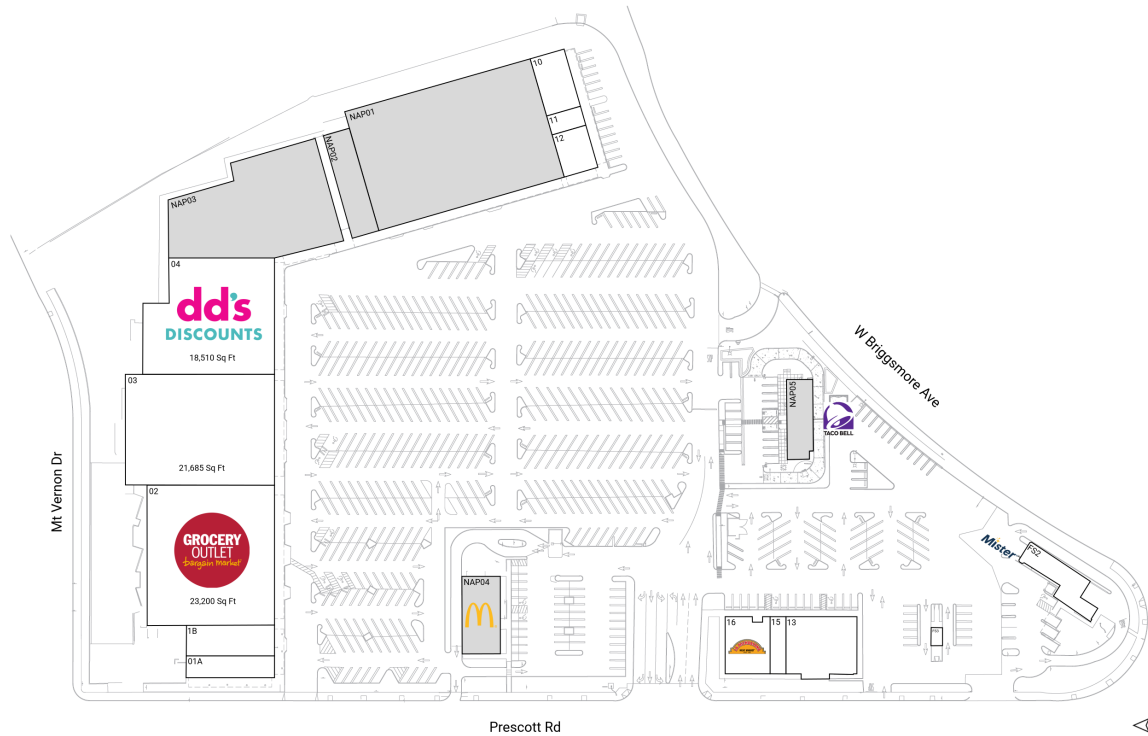 10
NAP01
11
12
NAP02
NAP03
04
dd's
DISCOUNTS
18,510 Sq Ft
W Briggsmore Ave
03
NAP05
TACO BELL
21,685 Sq Ft
Mt Vernon Dr
02
GROCERY
OUTLET
bargain market
23,200 Sq Ft
Mister
FS2
NAP04
16
15
13
1B
01A
Prescott Rd